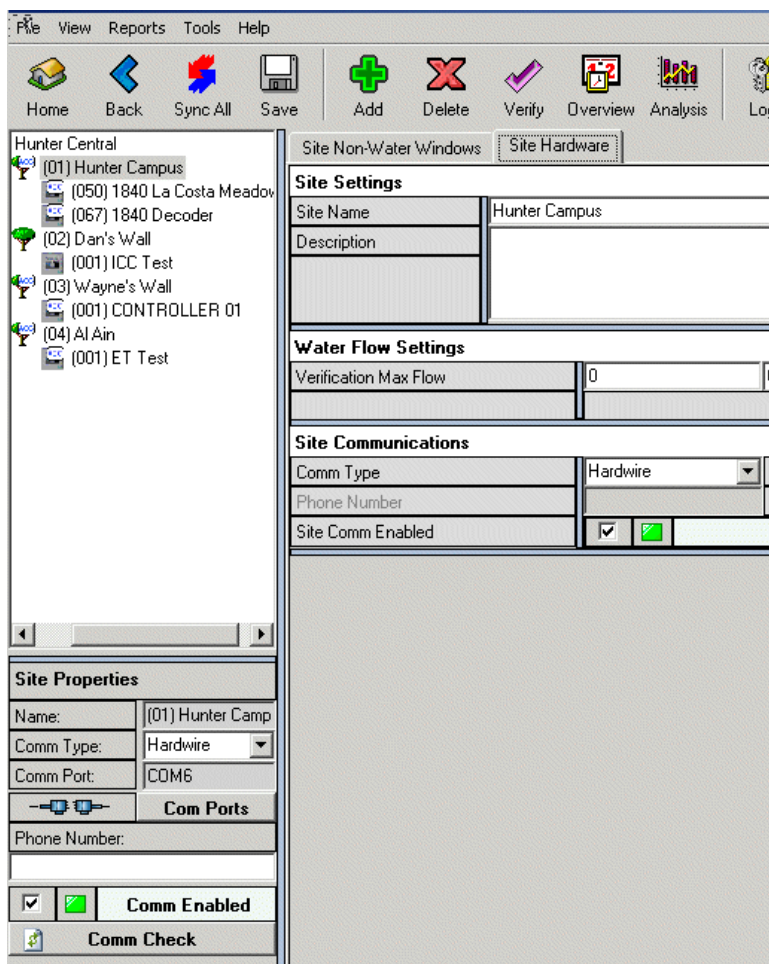 File View Reports Tools Help
Home Back Sync All Save Add Delete Verify Overview Analysis
Hunter Central
(01) Hunter Campus
(050) 1840 La Costa Meadow
(067) 1840 Decoder
(02) Dan's Wall
(001) ICC Test
(03) Wayne's Wall
(001) CONTROLLER 01
(04) Al Ain
(001) ET Test
Site Properties
Name: (01) Hunter Camp
Comm Type: Hardwire
Comm Port: COM6
Com Ports
Phone Number:
Comm Enabled
Comm Check
Site Non-Water Windows Site Hardware
Site Settings
Site Name Hunter Campus
Description
Water Flow Settings
Verification Max Flow 0
Site Communications
Comm Type Hardwire
Phone Number
Site Comm Enabled